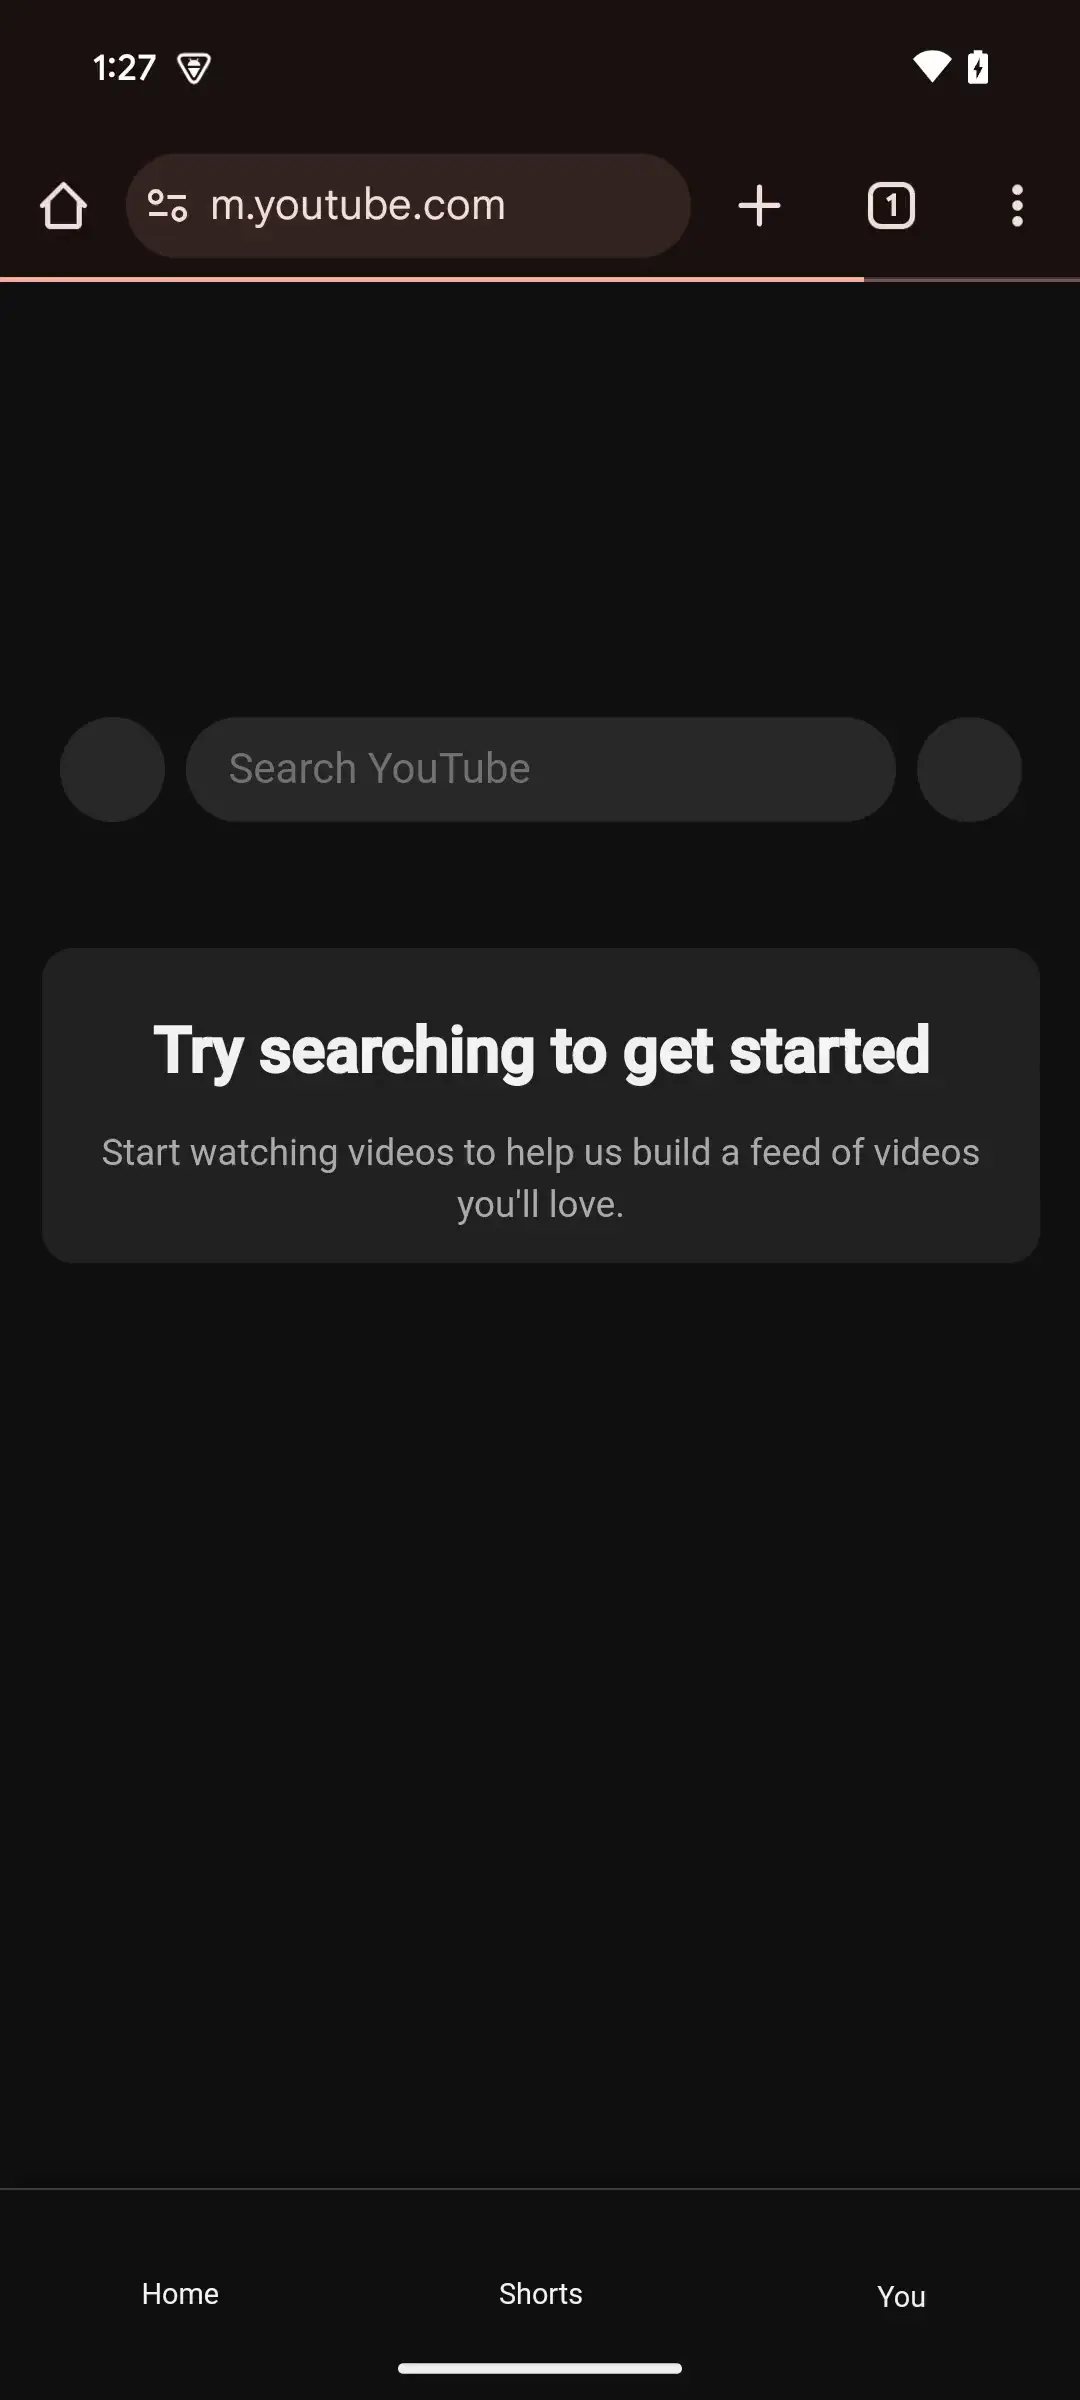 1:27
m.youtube.com
1
Search YouTube
Try searching to get started
Start watching videos to help us build a feed of videos
you'll love.
Home
Shorts
You